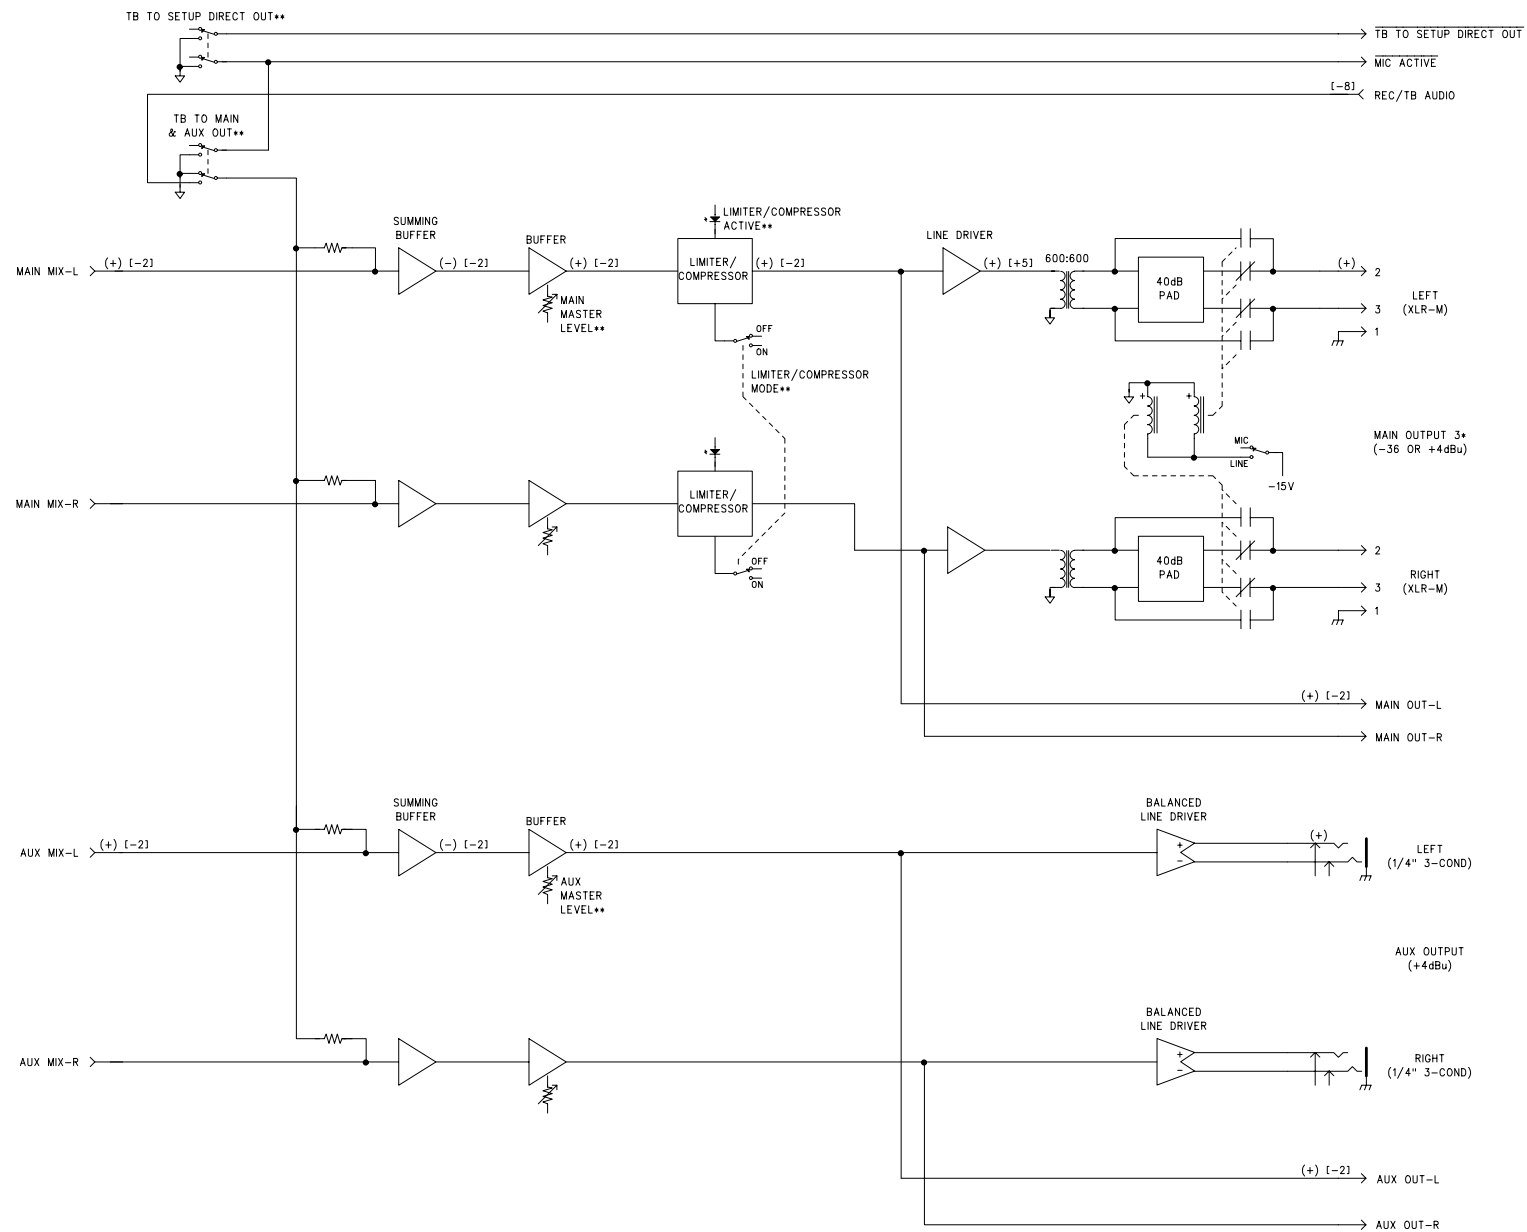 TB TO SETUP DIRECT OUT**
TB TO SETUP DIRECT OUT
MIC ACTIVE
[-8]
REC/TB AUDIO
TB TO MAIN
& AUX OUT**
SUMMING
BUFFER
BUFFER
LIMITER/COMPRESSOR
ACTIVE**
LINE DRIVER
MAIN MIX-L
(+) [-2]
(-) [-2]
(+) [-2]
LIMITER/
COMPRESSOR
(+) [-2]
(+) [+5]
600:600
40dB
PAD
(+)
2
3
1
LEFT
(XLR-M)
MAIN
MASTER
LEVEL**
OFF
ON
LIMITER/COMPRESSOR
MODE**
+
+
MIC
LINE
-15V
MAIN OUTPUT 3*
(-36 OR +4dBu)
MAIN MIX-R
LIMITER/
COMPRESSOR
OFF
ON
40dB
PAD
2
3
1
RIGHT
(XLR-M)
(+) [-2]
MAIN OUT-L
MAIN OUT-R
SUMMING
BUFFER
BUFFER
BALANCED
LINE DRIVER
AUX MIX-L
(+) [-2]
(-) [-2]
(+) [-2]
+
-
(+)
LEFT
(1/4" 3-COND)
AUX
MASTER
LEVEL**
AUX OUTPUT
(+4dBu)
BALANCED
LINE DRIVER
AUX MIX-R
+
-
RIGHT
(1/4" 3-COND)
(+) [-2]
AUX OUT-L
AUX OUT-R